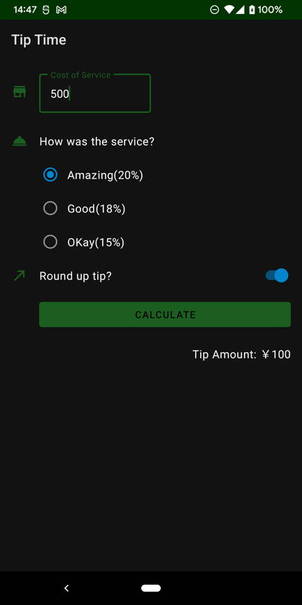 14:47
100%
Tip Time
Cost of Service
500
How was the service?
Amazing(20%)
Good(18%)
OKay(15%)
Round up tip?
CALCULATE
Tip Amount: ￥100